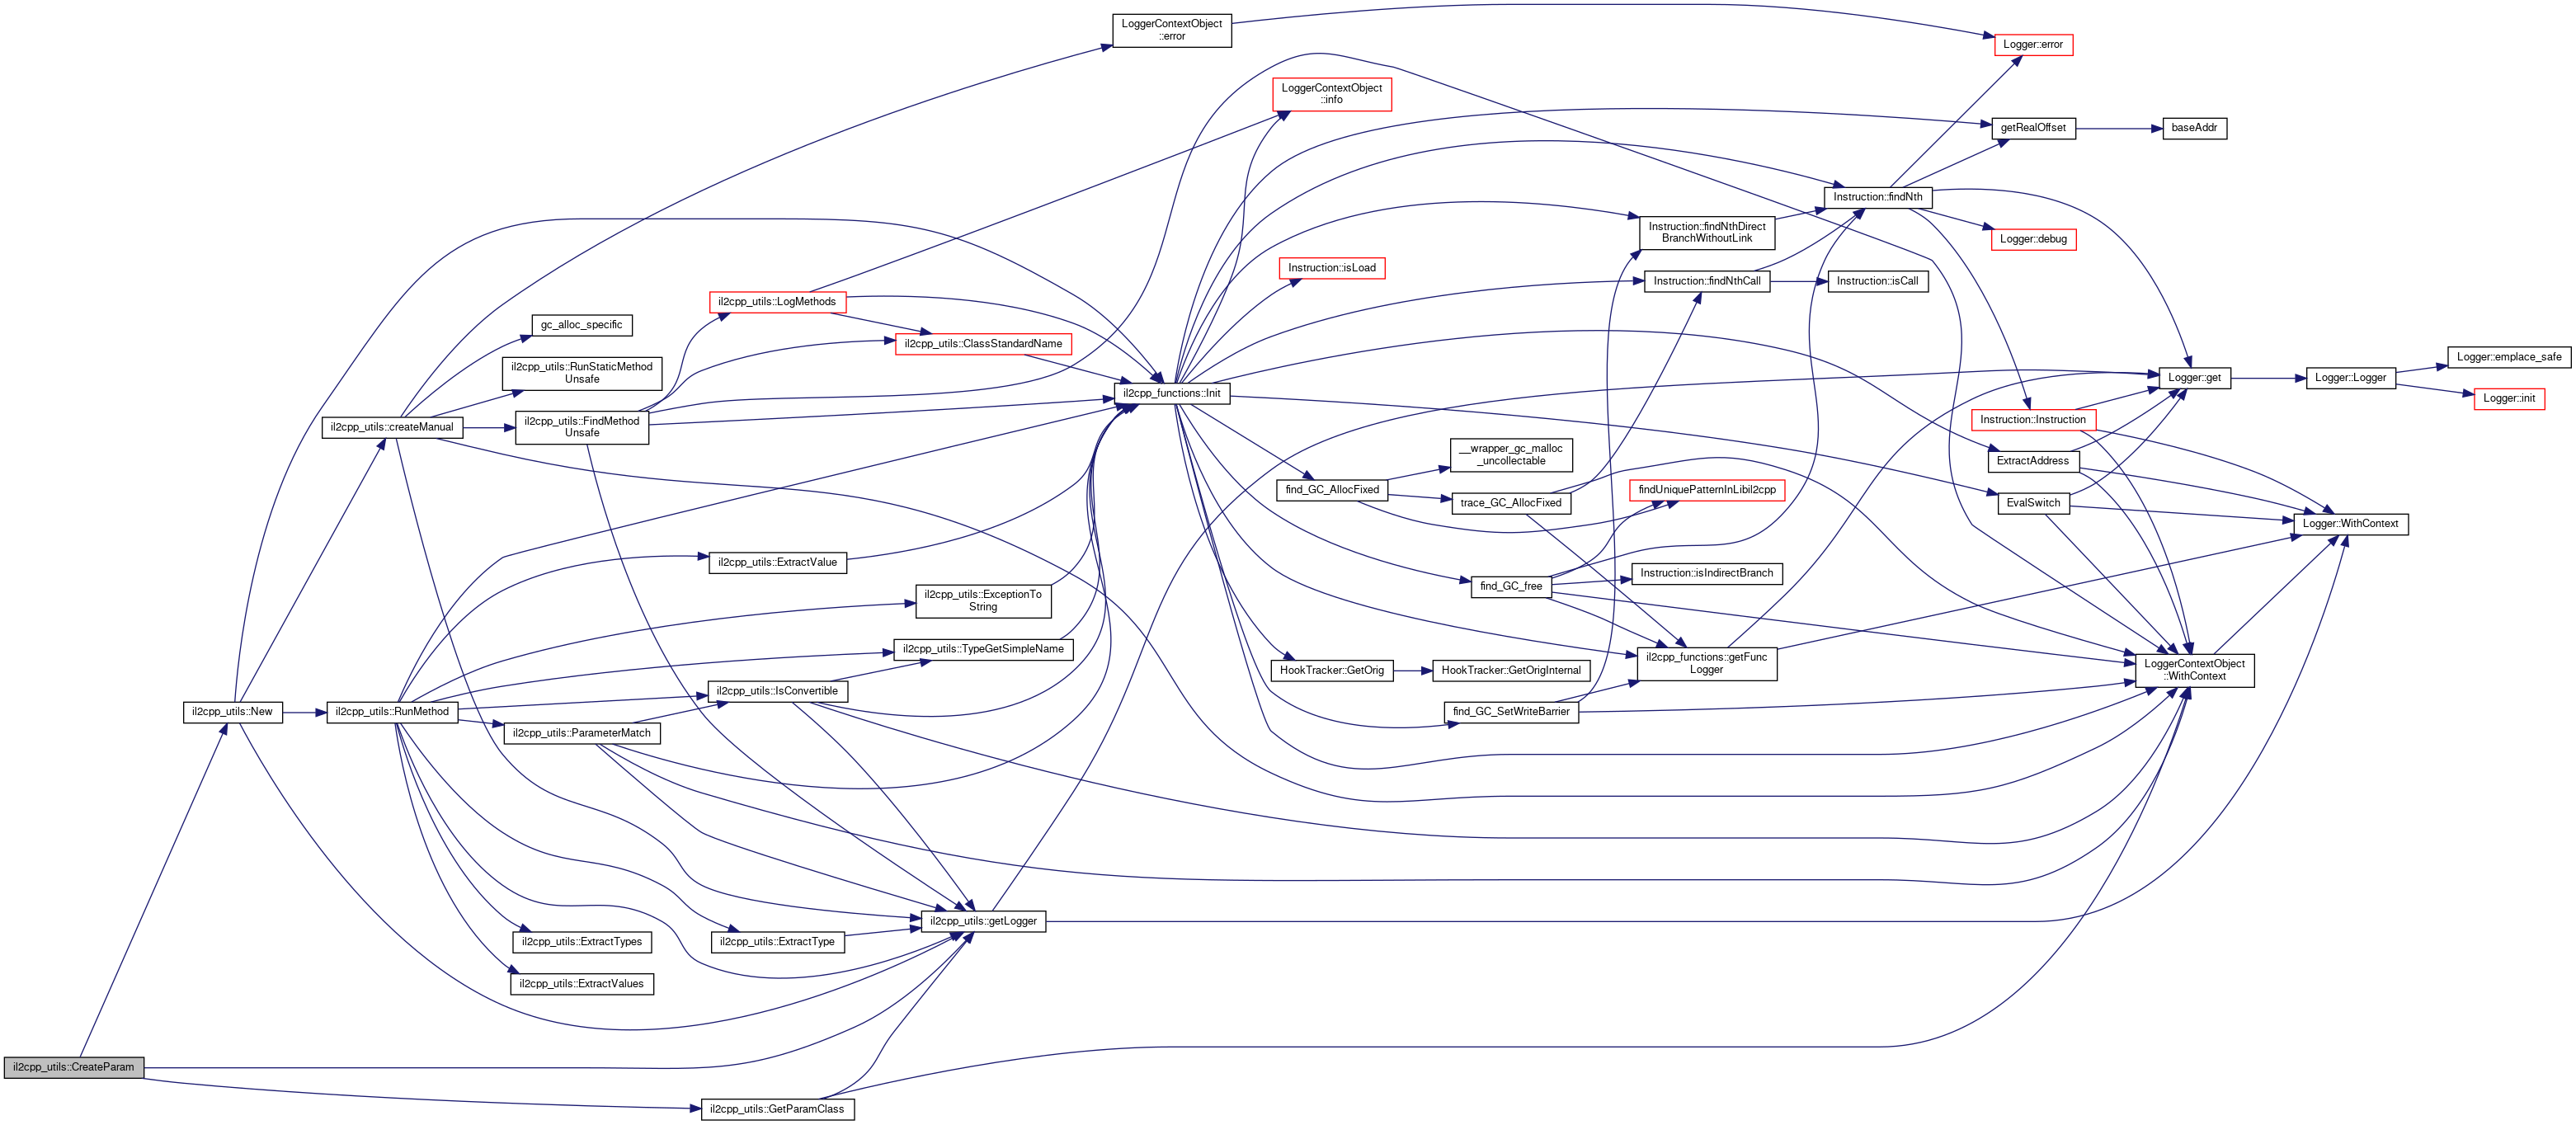 il2cpp_utils::CreateParam
il2cpp_utils::New
il2cpp_utils::createManual
il2cpp_utils::RunMethod
gc_alloc_specific
il2cpp_utils::RunStaticMethod
Unsafe
il2cpp_utils::FindMethod
Unsafe
il2cpp_utils::ParameterMatch
il2cpp_utils::ExtractTypes
il2cpp_utils::ExtractValues
il2cpp_utils::LogMethods
il2cpp_utils::ExtractValue
il2cpp_utils::IsConvertible
il2cpp_utils::ExtractType
il2cpp_utils::GetParamClass
il2cpp_utils::ClassStandardName
il2cpp_utils::ExceptionTo
String
il2cpp_utils::TypeGetSimpleName
il2cpp_utils::getLogger
LoggerContextObject
::error
il2cpp_functions::Init
LoggerContextObject
::info
Instruction::isLoad
find_GC_AllocFixed
HookTracker::GetOrig
__wrapper_gc_malloc
_uncollectable
trace_GC_AllocFixed
find_GC_free
HookTracker::GetOrigInternal
find_GC_SetWriteBarrier
Instruction::findNthDirect
BranchWithoutLink
Instruction::findNthCall
findUniquePatternInLibil2cpp
Instruction::isIndirectBranch
il2cpp_functions::getFunc
Logger
Instruction::findNth
Instruction::isCall
Logger::error
getRealOffset
Logger::debug
Instruction::Instruction
ExtractAddress
EvalSwitch
baseAddr
Logger::get
LoggerContextObject
::WithContext
Logger::Logger
Logger::WithContext
Logger::emplace_safe
Logger::init